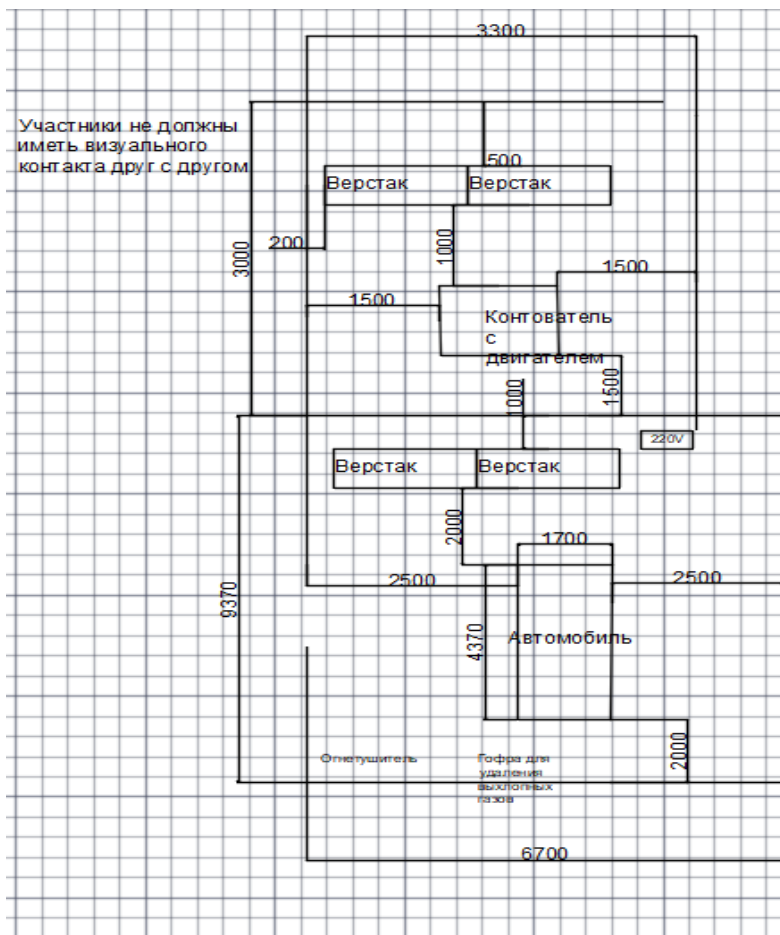 3300
Участники не должны
иметь визуального
контакта друг с другом
500
Верстак
Верстак
200
1000
3000
1500
1500
Контователь
с
двигателем
1500
1000
220V
Верстак
Верстак
2000
1700
2500
2500
9370
4370
Автомобиль
2000
Огнетушитель
Гофра для
удаления
выхлопных
газов
6700